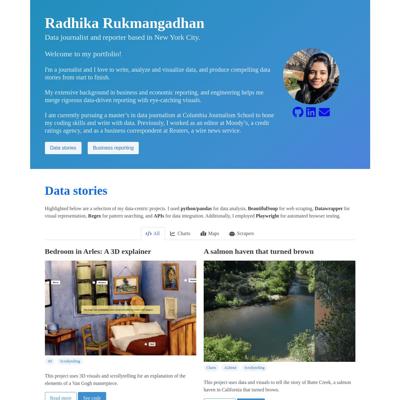 Radhika Rukmangadhan
Data journalist and reporter based in New York City.
Welcome to my portfolio!
I'm a journalist and I love to write, analyze and visualize data, and produce compelling data
stories from start to finish.
My extensive background in business and economic reporting, and engineering helps me
merge rigorous data-driven reporting with eye-catching visuals.
I am currently pursuing a master's in data journalism at Columbia Journalism School to hone
my coding skills and write with data. Previously, I worked as an editor at Moody's, a credit
ratings agency, and as a business correspondent at Reuters, a wire news service.
Data stories
Business reporting
Data stories
Highlighted below are a selection of my data-centric projects. I used python/pandas for data analysis, BeautifulSoup for web scraping, Datawrapper for
visual representation, Regex for pattern searching, and APIs for data integration. Additionally, I employed Playwright for automated browser testing.
All
Charts
Maps
Scrapers
Bedroom in Arles: A 3D explainer
A salmon haven that turned brown
3D
Scrollytelling
Charts
AI2html
Scrollytelling
This project uses 3D visuals and scrollytelling for an explanation of the
elements of a Van Gogh masterpiece.
This project uses data and visuals to tell the story of Butte Creek, a salmon
haven in California that turned brown.
Read more
See code